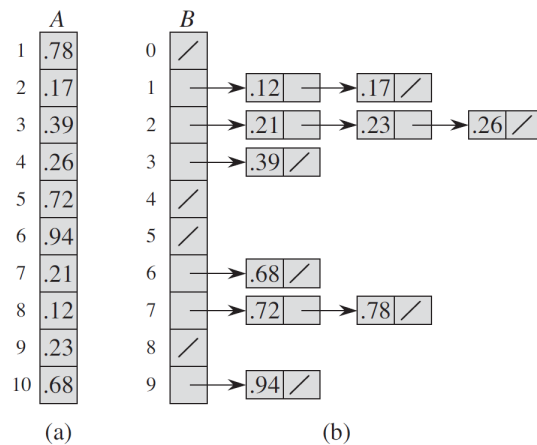 A B
1 .78 0
2 .17 1 .12 .17
3 .39 2 .21 .23 .26
4 .26 3 .39
5 .72 4
6 .94 5
7 .21 6 .68
8 .12 7 .72 .78
9 .23 8
10 .68 9 .94
(a) (b)